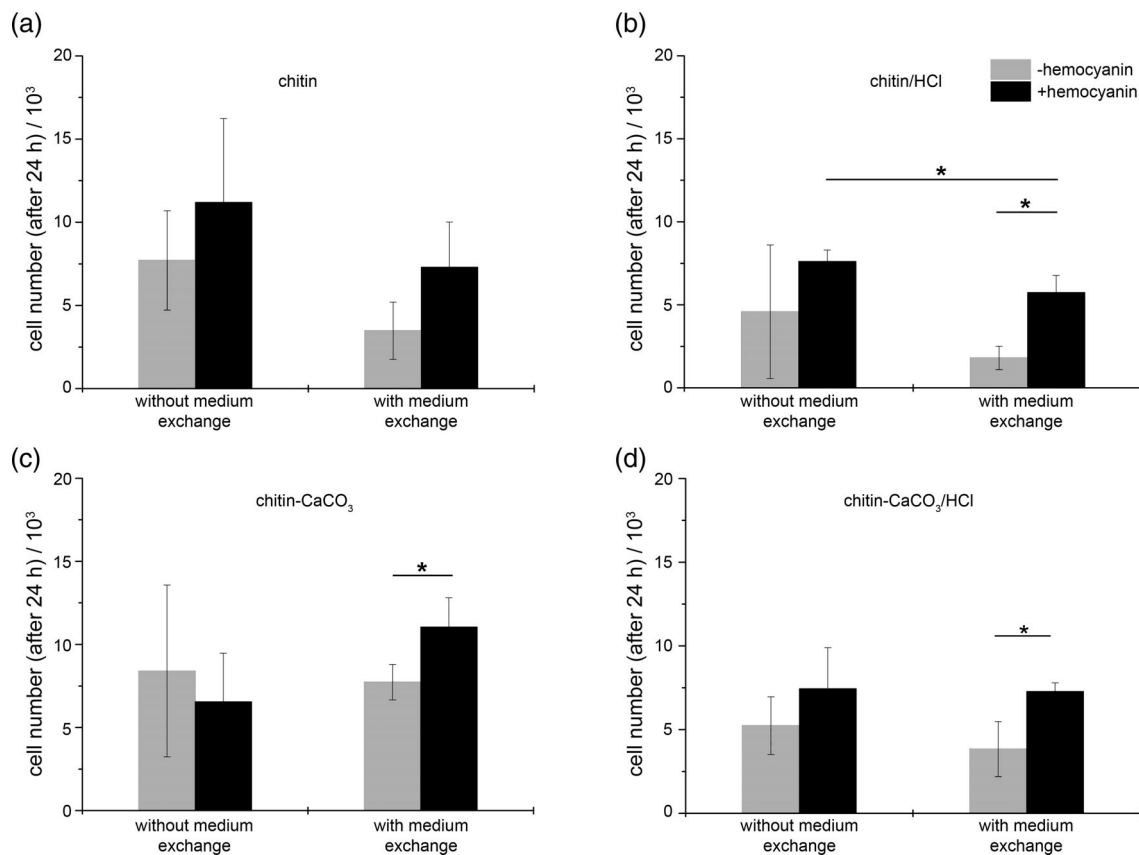 (a)
cell number (after 24 h) / 10³
20
15
10
5
0
chitin
without medium
exchange
with medium
exchange
(b)
cell number (after 24 h) / 10³
20
15
10
5
0
chitin/HCl
-hemocyanin
+hemocyanin
*
*
without medium
exchange
with medium
exchange
(c)
cell number (after 24 h) / 10³
20
15
10
5
0
chitin-CaCO₃
*
without medium
exchange
with medium
exchange
(d)
cell number (after 24 h) / 10³
20
15
10
5
0
chitin-CaCO₃/HCl
*
without medium
exchange
with medium
exchange